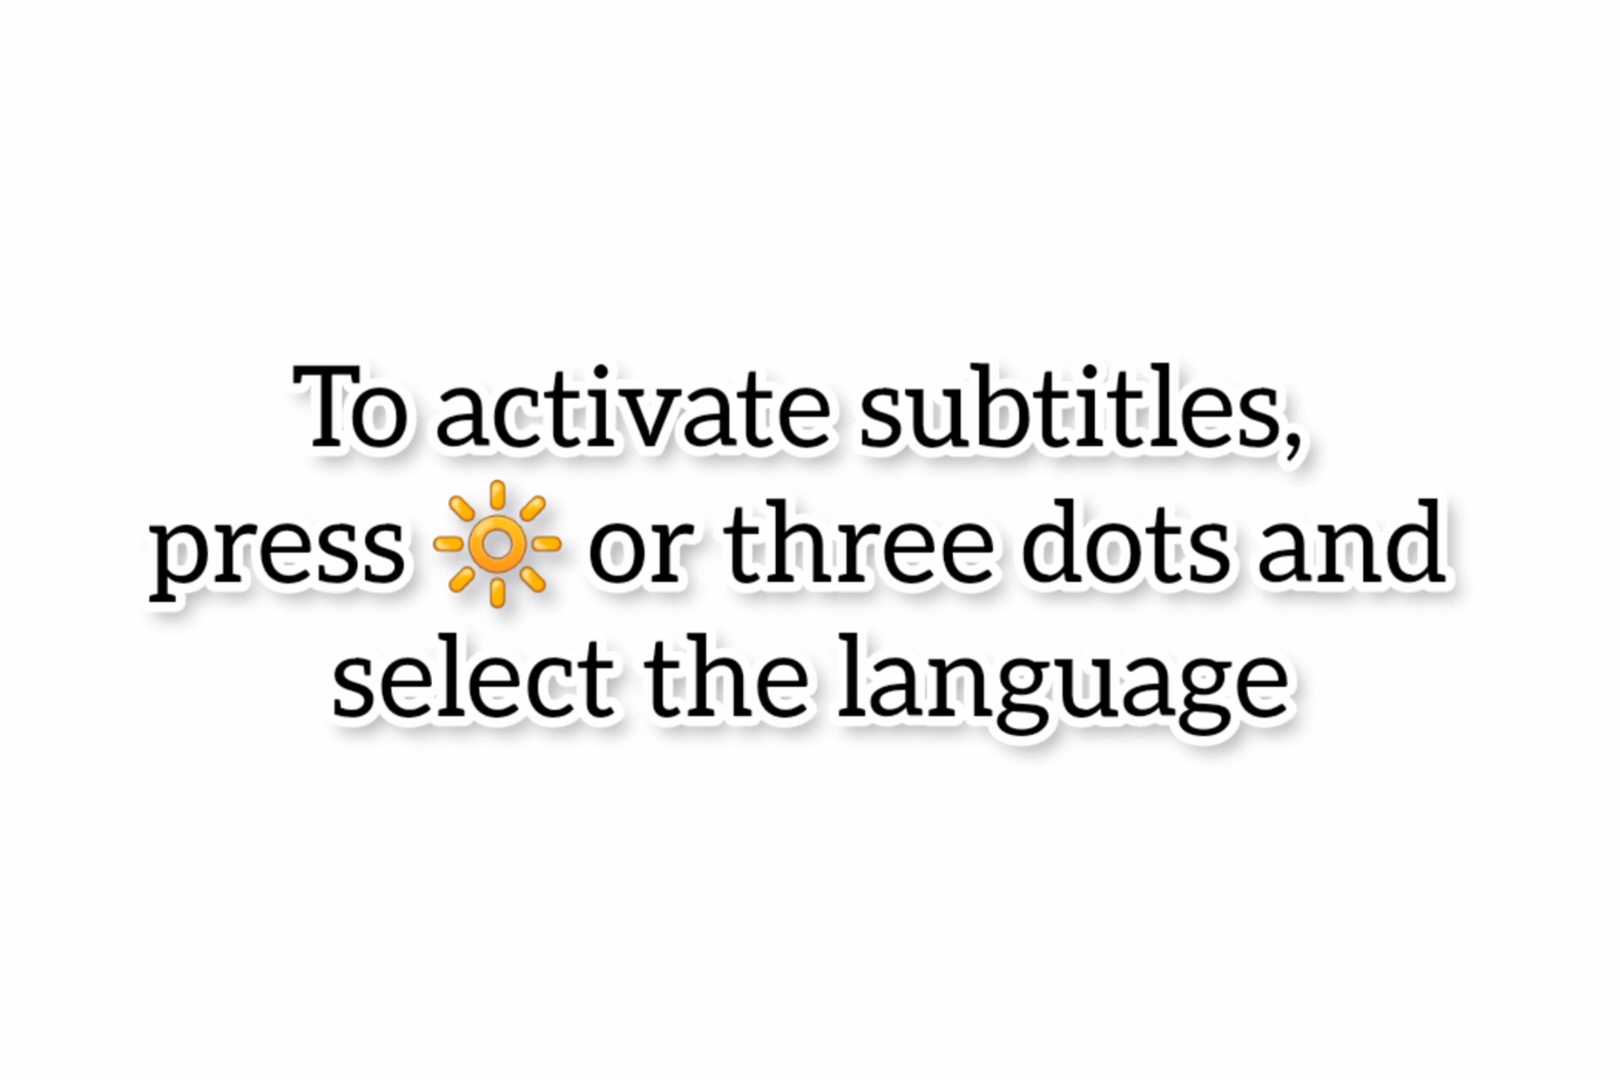 To activate subtitles,
press 🔆 or three dots and
select the language